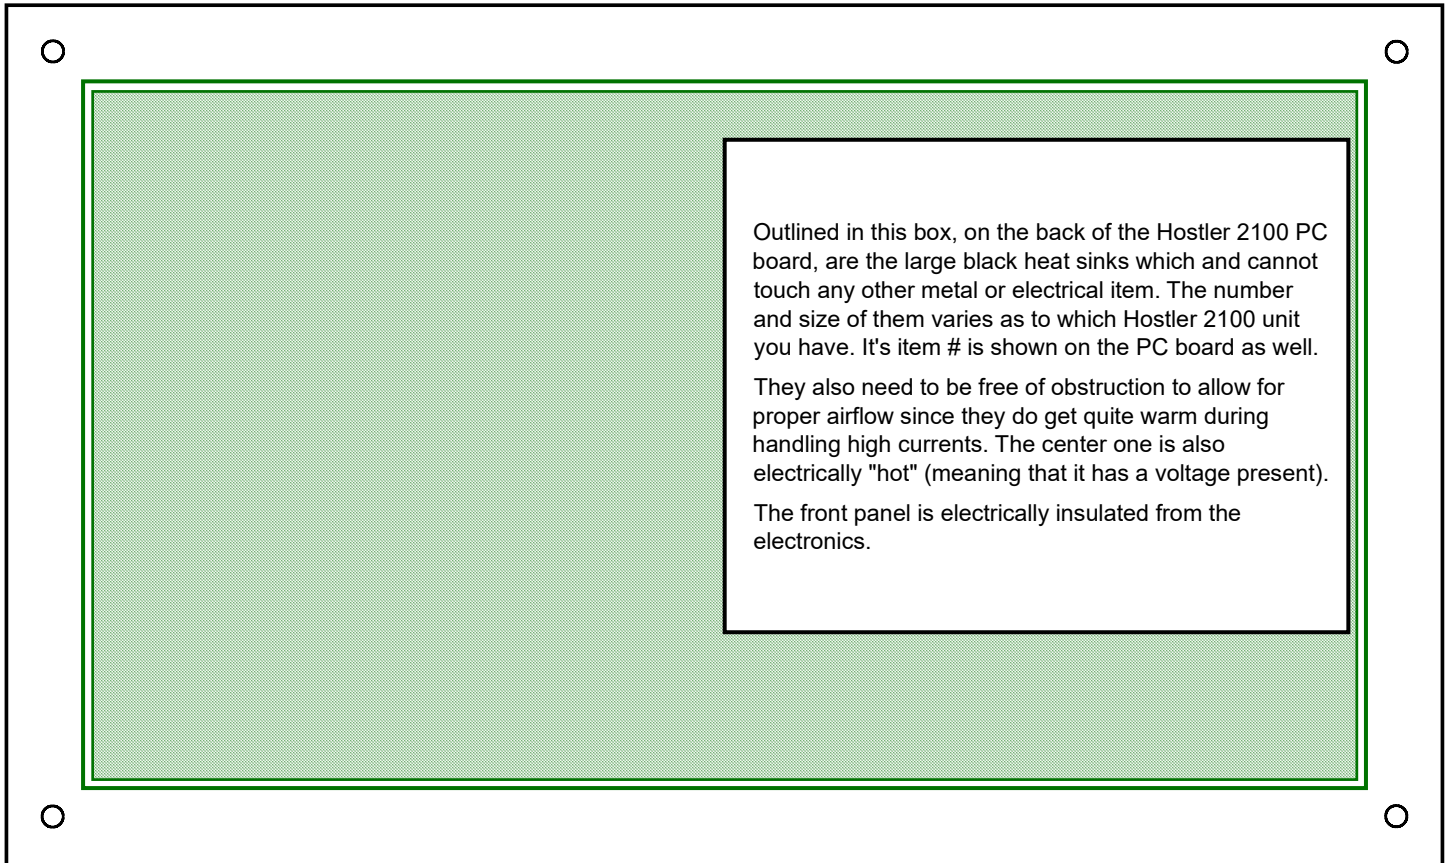 Outlined in this box, on the back of the Hostler 2100 PC
board, are the large black heat sinks which and cannot
touch any other metal or electrical item. The number
and size of them varies as to which Hostler 2100 unit
you have. It's item # is shown on the PC board as well.
They also need to be free of obstruction to allow for
proper airflow since they do get quite warm during
handling high currents. The center one is also
electrically "hot" (meaning that it has a voltage present).
The front panel is electrically insulated from the
electronics.